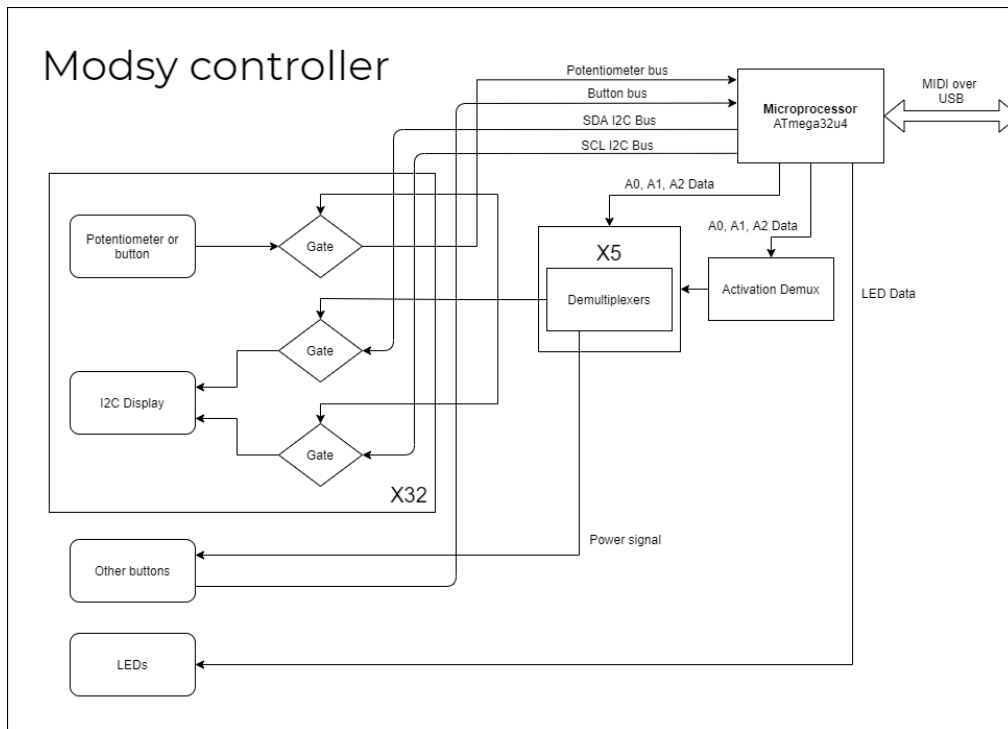 Modsy controller
Potentiometer bus
Button bus
SDA I2C Bus
SCL I2C Bus
Microprocessor
ATmega32u4
MIDI over
USB
A0, A1, A2 Data
A0, A1, A2 Data
LED Data
Potentiometer or
button
Gate
X5
Demultiplexers
Activation Demux
Gate
I2C Display
Gate
X32
Power signal
Other buttons
LEDs